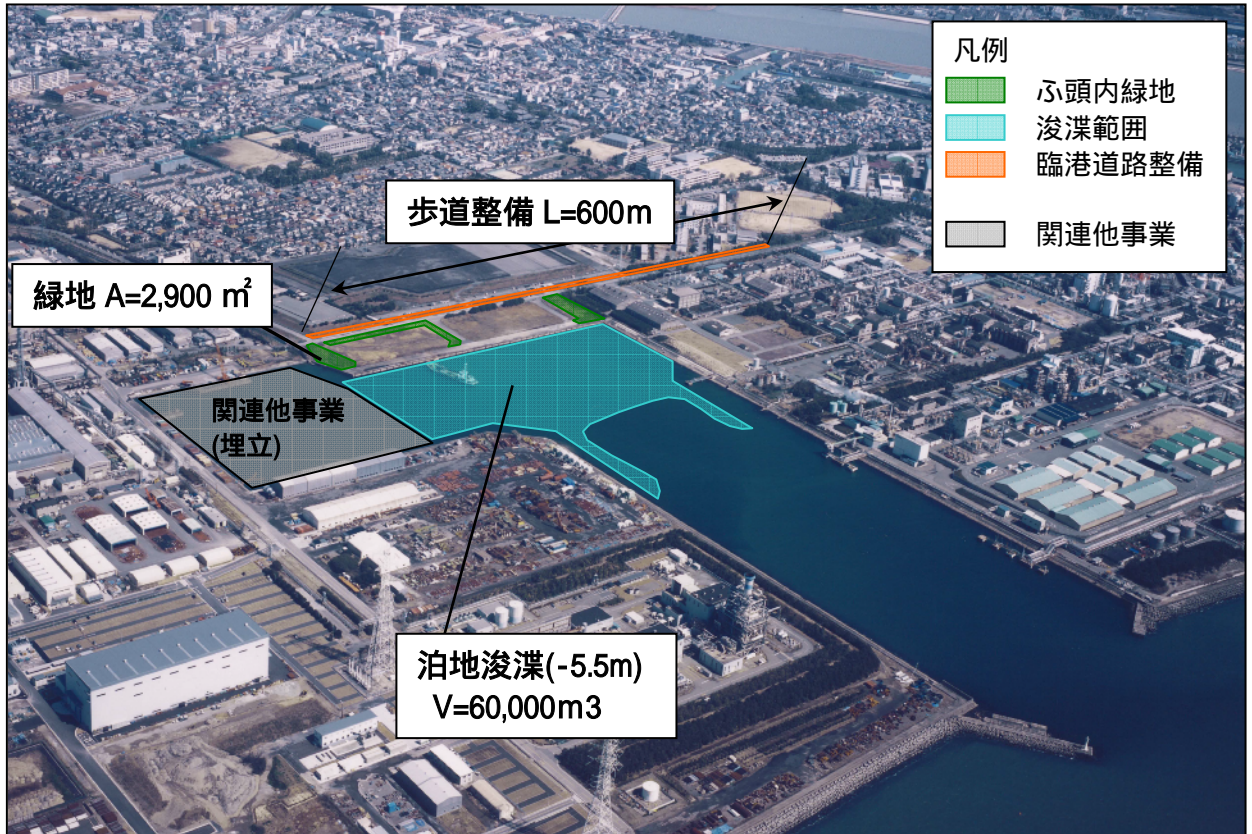 凡例
ふ頭内緑地
浚渫範囲
臨港道路整備
関連他事業
歩道整備 L=600m
緑地 A=2,900 ㎡
関連他事業
(埋立)
泊地浚渫(-5.5m)
V=60,000m3